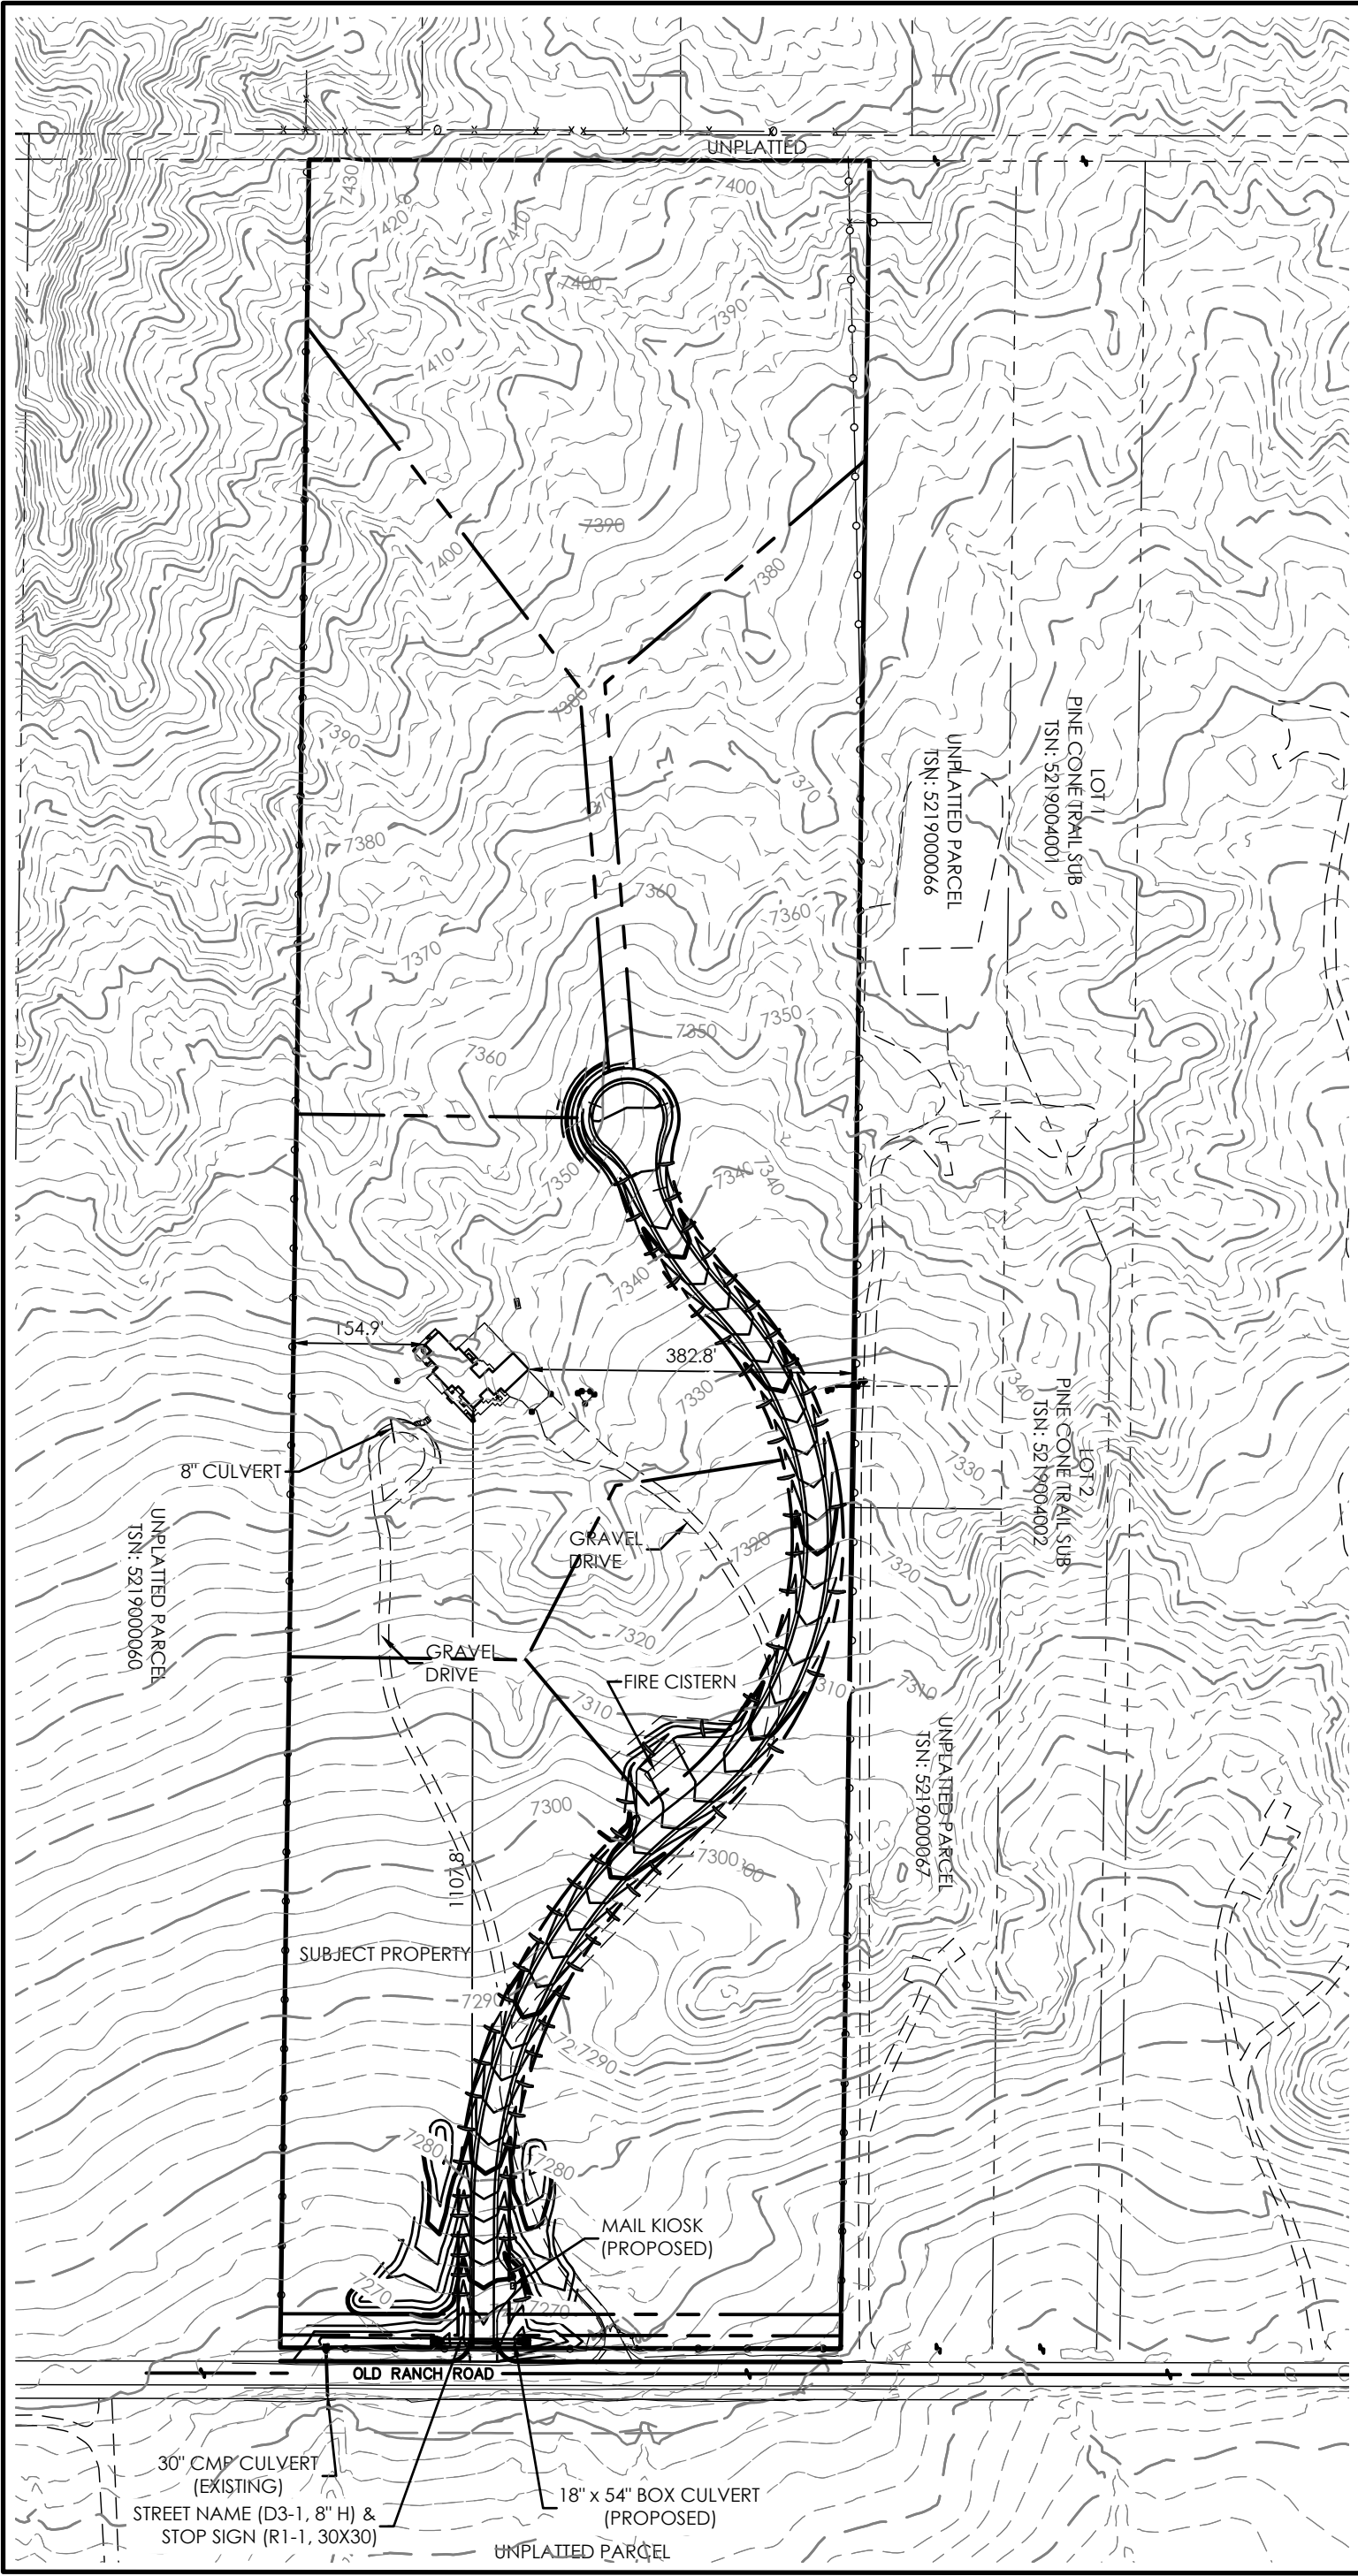 UNPLATTED
7430
7400
7420
7410
7400
7390
7410
7390
7400
7380
7380
7390
7370
7370
7380
7360
7360
7370
LOT 1
PINE CONE TRAIL SUB
TSN: 5219004001
UNPLATTED PARCEL
TSN: 5219000066
7350
7350
7360
7350
7340
7340
7340
154.9'
382.8'
7330
7340
LOT 2
PINE CONE TRAIL SUB
TSN: 5219004002
8" CULVERT
7330
GRAVEL
DRIVE
7320
7320
UNPLATTED PARCEL
TSN: 5219000060
7320
GRAVEL
DRIVE
FIRE CISTERN
7310
7310
7310
UNPLATTED PARCEL
TSN: 5219000067
7300
7300
1107.8'
SUBJECT PROPERTY
7290
7290
7280
7280
MAIL KIOSK
(PROPOSED)
7270
7270
OLD RANCH ROAD
30" CMP CULVERT
(EXISTING)
STREET NAME (D3-1, 8" H) &
STOP SIGN (R1-1, 30X30)
18" x 54" BOX CULVERT
(PROPOSED)
UNPLATTED PARCEL